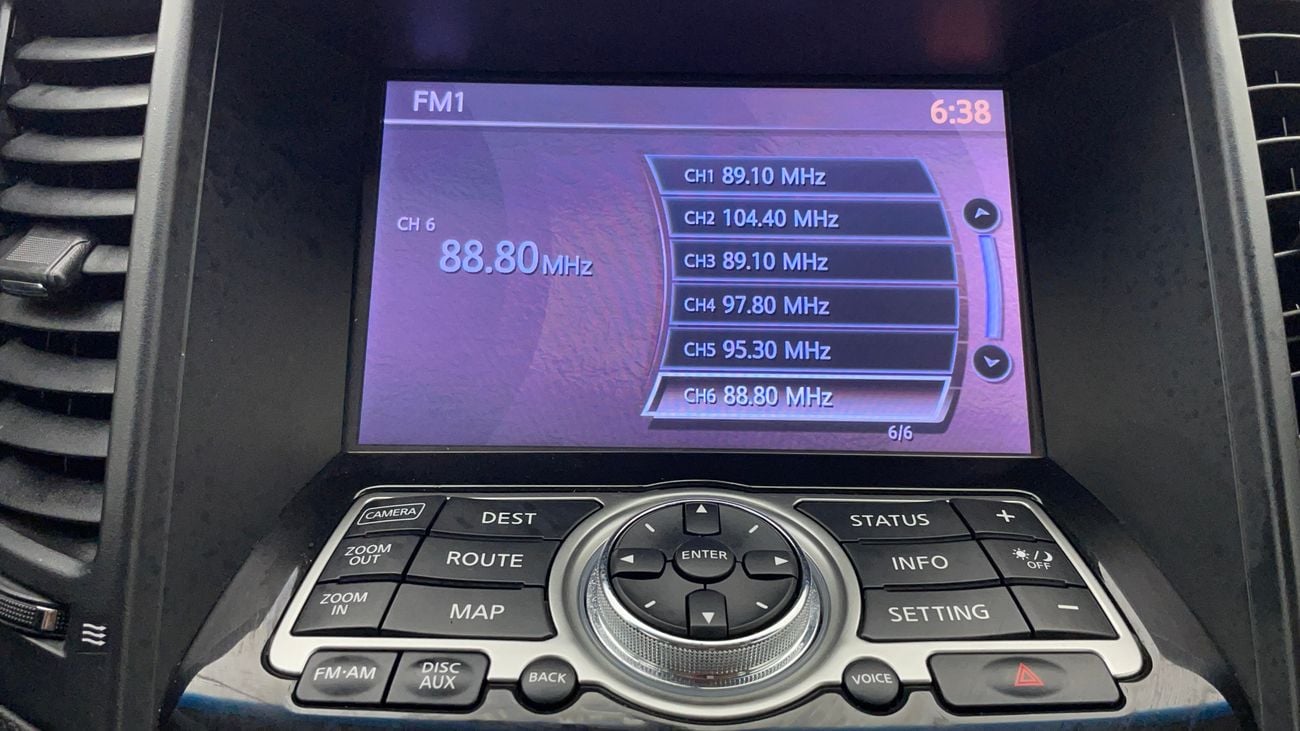 FM1
6:38
CH 6
88.80 MHz
CH1 89.10 MHz
CH2 104.40 MHz
CH3 89.10 MHz
CH4 97.80 MHz
CH5 95.30 MHz
CH6 88.80 MHz
6/6
CAMERA
DEST
ZOOM
OUT
ROUTE
ZOOM
IN
MAP
ENTER
STATUS
+
INFO
OFF
SETTING
−
FM·AM
DISC
AUX
BACK
VOICE